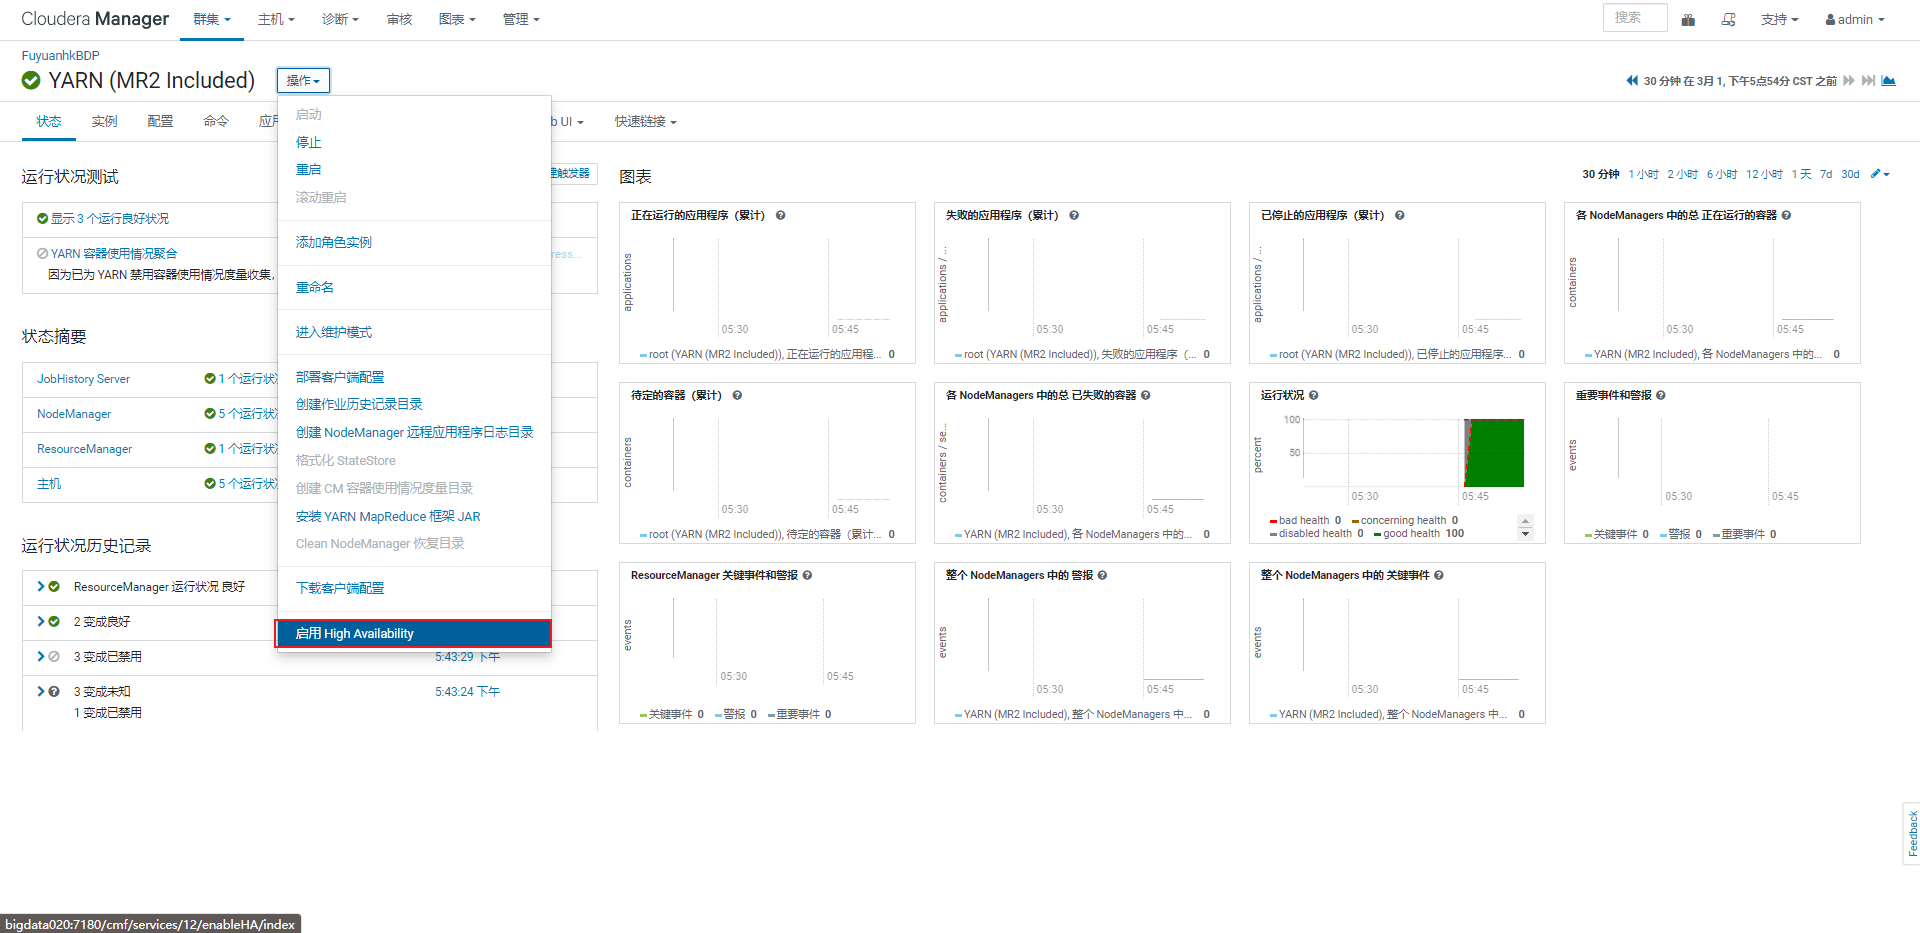 Cloudera Manager 群集 主机 诊断 审核 图表 管理 搜索 支持 admin
FuyuanhkBDP
YARN (MR2 Included) 操作 30 分钟 在 3月 1, 下午5点54分 CST 之前
状态 实例 配置 命令 应用 b UI 快速链接
启动
停止
重启
滚动重启
添加角色实例
重命名
进入维护模式
部署客户端配置
创建作业历史记录目录
创建 NodeManager 远程应用程序日志目录
格式化 StateStore
创建 CM 容器使用情况度量目录
安装 YARN MapReduce 框架 JAR
Clean NodeManager 恢复目录
下载客户端配置
启用 High Availability
运行状况测试 建触发器
显示 3 个运行良好状况
YARN 容器使用情况聚合 ress...
因为已为 YARN 禁用容器使用情况度量收集,
状态摘要
JobHistory Server 1 个运行状况
NodeManager 5 个运行状况
ResourceManager 1 个运行状况
主机 5 个运行状况
运行状况历史记录
ResourceManager 运行状况 良好
2 变成良好
3 变成已禁用 5:43:29 下午
3 变成未知 5:43:24 下午
1 变成已禁用
图表 30 分钟 1 小时 2 小时 6 小时 12 小时 1 天 7d 30d
正在运行的应用程序（累计）
applications
05:30 05:45
root (YARN (MR2 Included)), 正在运行的应用程... 0
失败的应用程序（累计）
applications / ...
05:30 05:45
root (YARN (MR2 Included)), 失败的应用程序（... 0
已停止的应用程序（累计）
applications / ...
05:30 05:45
root (YARN (MR2 Included)), 已停止的应用程序... 0
各 NodeManagers 中的总 正在运行的容器
containers
05:30 05:45
YARN (MR2 Included), 各 NodeManagers 中的... 0
待定的容器（累计）
containers
05:30 05:45
root (YARN (MR2 Included)), 待定的容器（累计... 0
各 NodeManagers 中的总 已失败的容器
containers / se...
05:30 05:45
YARN (MR2 Included), 各 NodeManagers 中的... 0
运行状况
percent
100
50
05:30 05:45
bad health 0 concerning health 0
disabled health 0 good health 100
重要事件和警报
events
05:30 05:45
关键事件 0 警报 0 重要事件 0
ResourceManager 关键事件和警报
events
05:30 05:45
关键事件 0 警报 0 重要事件 0
整个 NodeManagers 中的 警报
events
05:30 05:45
YARN (MR2 Included), 整个 NodeManagers 中... 0
整个 NodeManagers 中的 关键事件
events
05:30 05:45
YARN (MR2 Included), 整个 NodeManagers 中... 0
Feedback
bigdata020:7180/cmf/services/12/enableHA/index